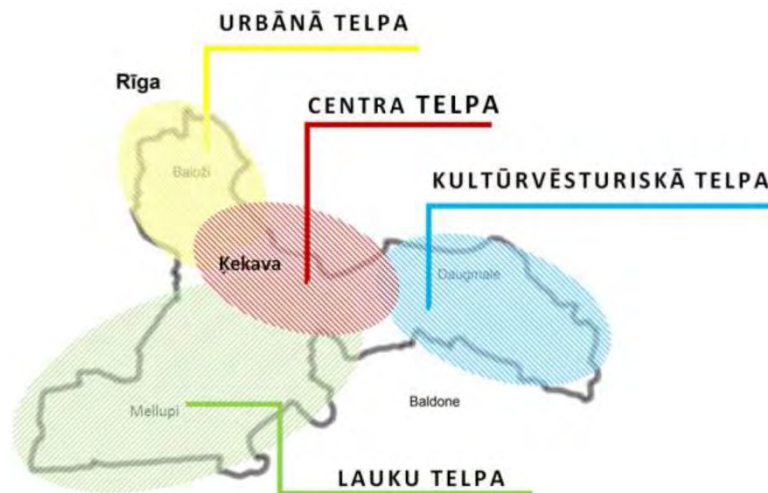 URBĀNĀ TELPA
Rīga
CENTRA TELPA
Baloži
KULTŪRVĒSTURISKĀ TELPA
Ķekava
Daugmale
Mellupi
Baldone
LAUKU TELPA